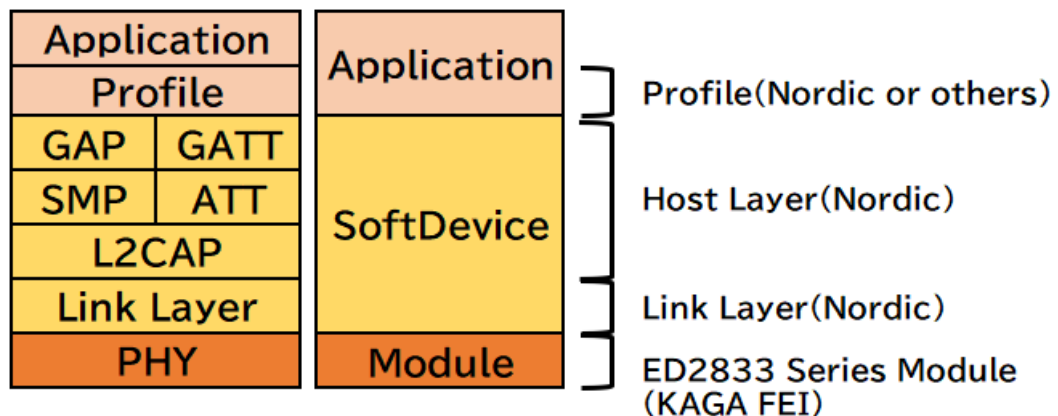 Application
Profile
GAP GATT
SMP ATT
L2CAP
Link Layer
PHY
Application
SoftDevice
Module
Profile(Nordic or others)
Host Layer(Nordic)
Link Layer(Nordic)
ED2833 Series Module
(KAGA FEI)